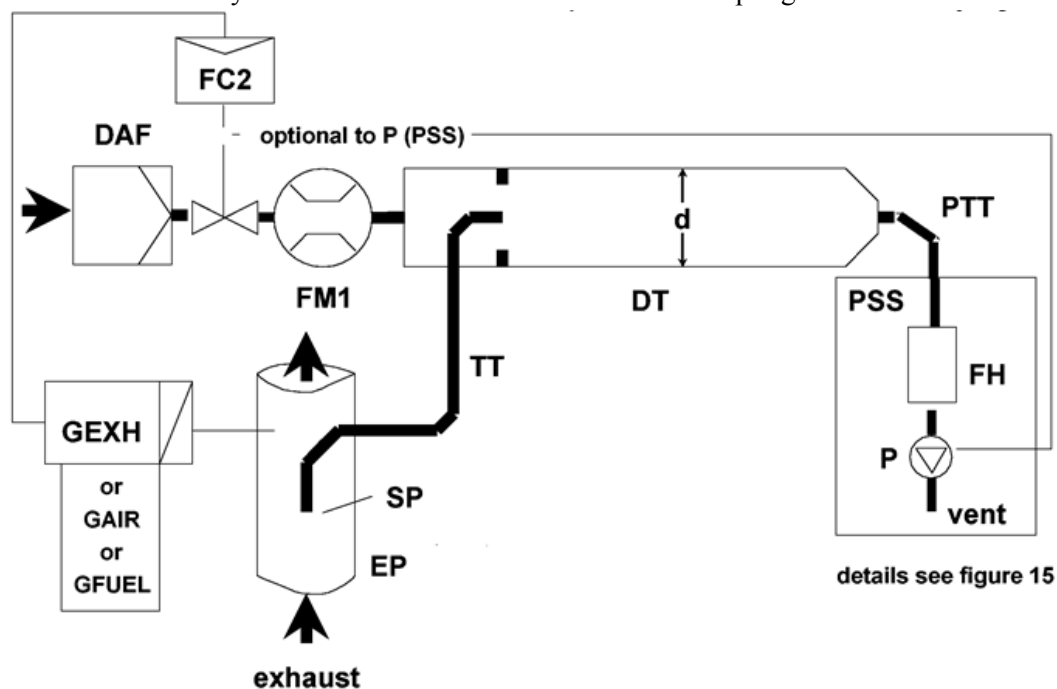 FC2
DAF
optional to P (PSS)
d
PTT
FM1
DT
PSS
TT
FH
GEXH
or
GAIR
or
GFUEL
P
SP
vent
EP
details see figure 15
exhaust